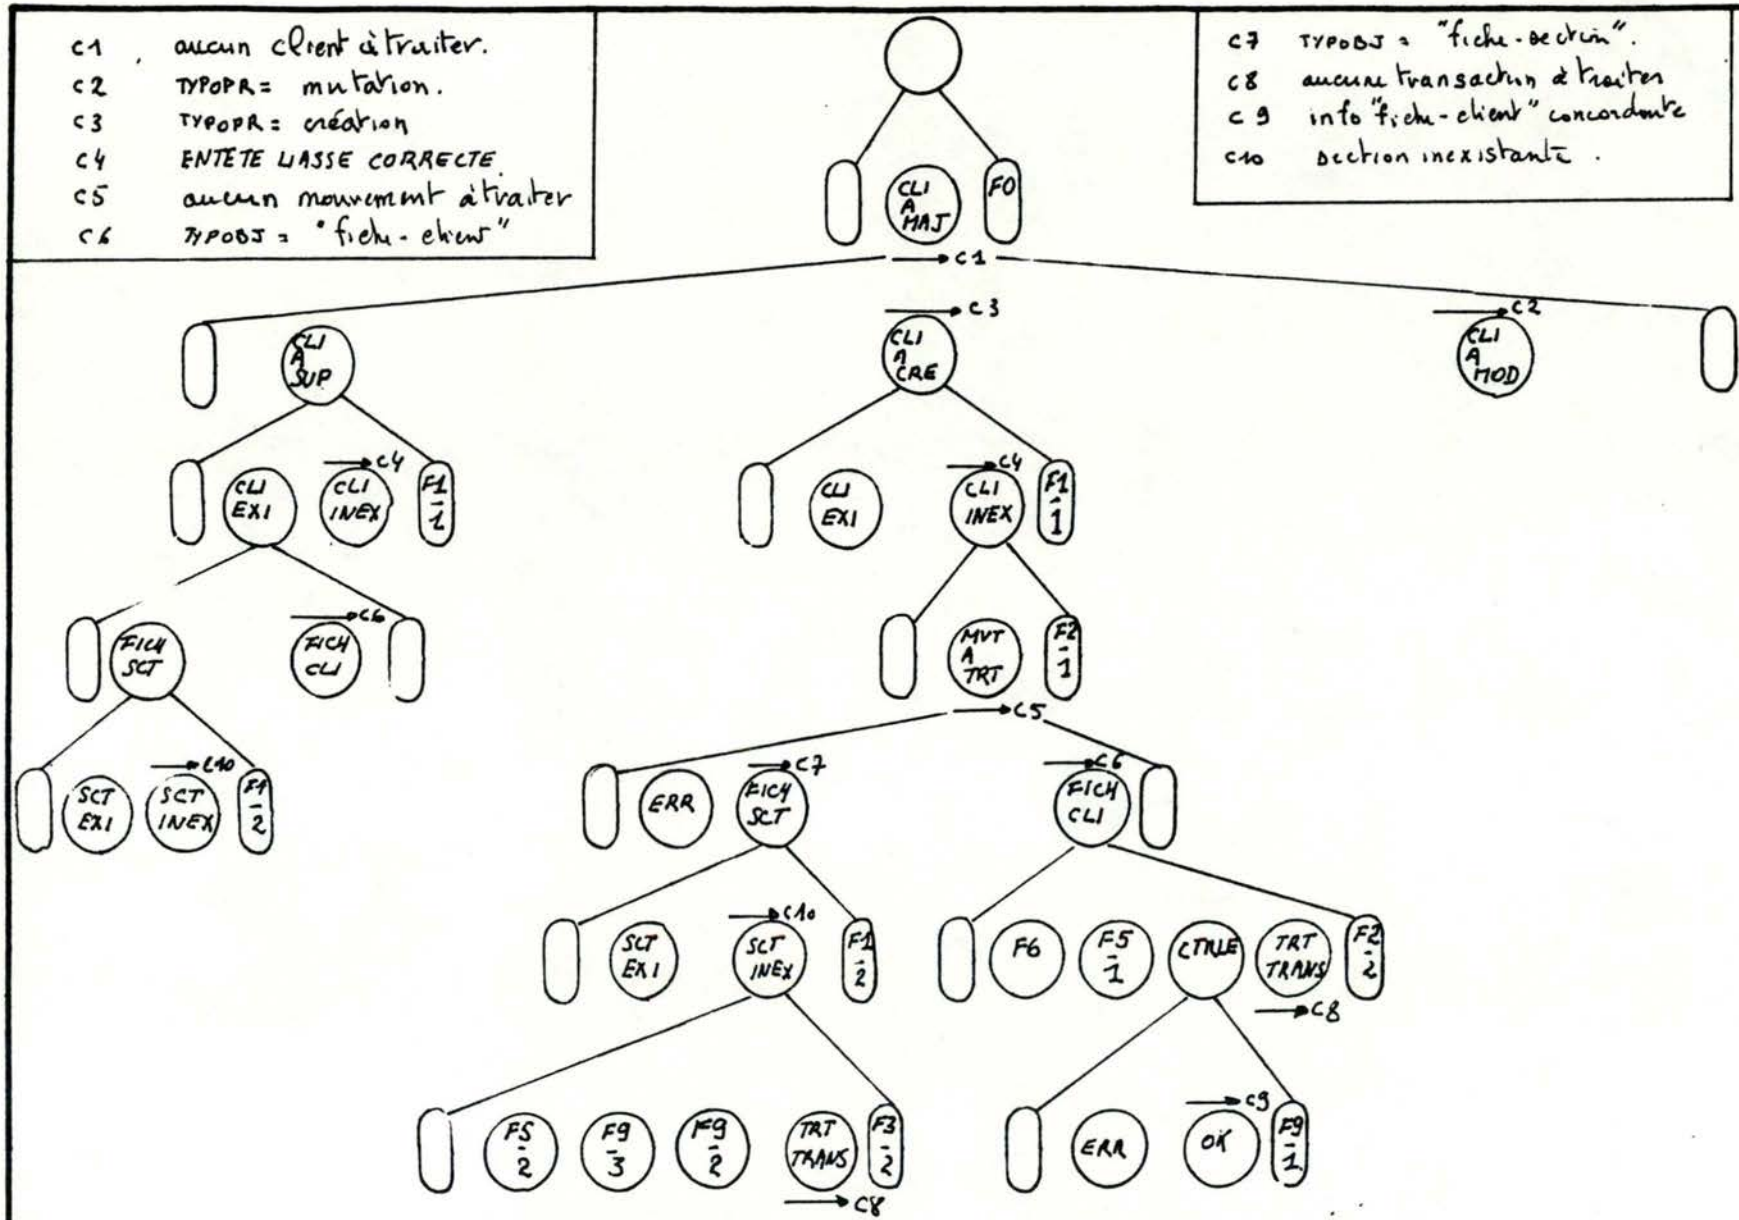 C1 aucun client à traiter.
C2 TYPOPR = mutation.
C3 TYPOPR = création
C4 ENTÊTE LIASSE CORRECTE.
C5 aucun mouvement à traiter
C6 TYPOBJ = "fiche-client"
C7 TYPOBJ = "fiche-section".
C8 aucune transaction à traiter
C9 info "fiche-client" concordante
C10 section inexistante.
CLI
A
MAJ
F0
C1
CLI
A
SUP
C3
CLI
A
CRE
C2
CLI
A
MOD
CLI
EXI
C4
CLI
INEX
F1
-
1
CLI
EXI
C4
CLI
INEX
F1
-
1
FICH
SCT
C6
FICH
CLI
MVT
A
TRT
F2
-
1
C5
SCT
EXI
C10
SCT
INEX
F1
-
2
ERR
C7
FICH
SCT
C6
FICH
CLI
SCT
EXI
C10
SCT
INEX
F1
-
2
F6
F5
-
1
CTRLE
TRT
TRANS
C8
F2
-
2
F5
-
2
F9
-
3
F9
-
2
TRT
TRANS
C8
F3
-
2
ERR
C9
OK
F9
-
1